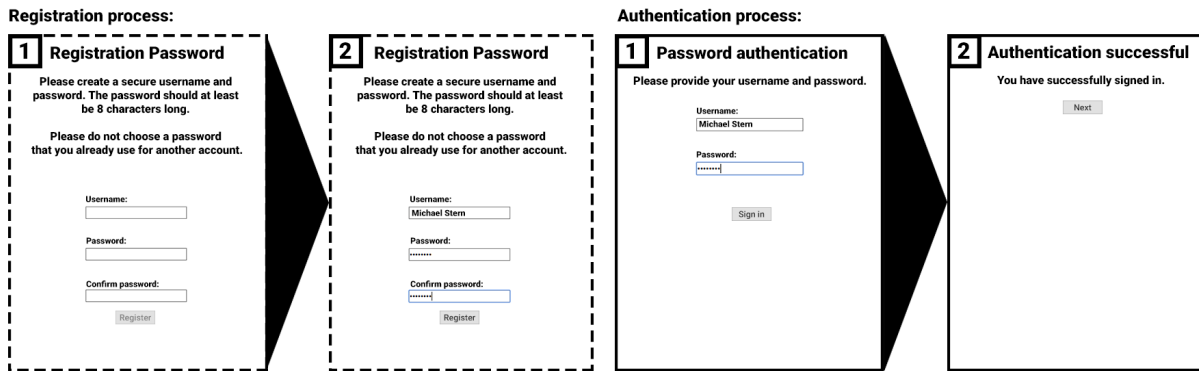 Registration process:
1
Registration Password
Please create a secure username and
password. The password should at least
be 8 characters long.
Please do not choose a password
that you already use for another account.
Username:
Password:
Confirm password:
Register
2
Registration Password
Please create a secure username and
password. The password should at least
be 8 characters long.
Please do not choose a password
that you already use for another account.
Username:
Michael Stern
Password:
••••••••
Confirm password:
••••••••
Register
Authentication process:
1
Password authentication
Please provide your username and password.
Username:
Michael Stern
Password:
••••••••
Sign in
2
Authentication successful
You have successfully signed in.
Next